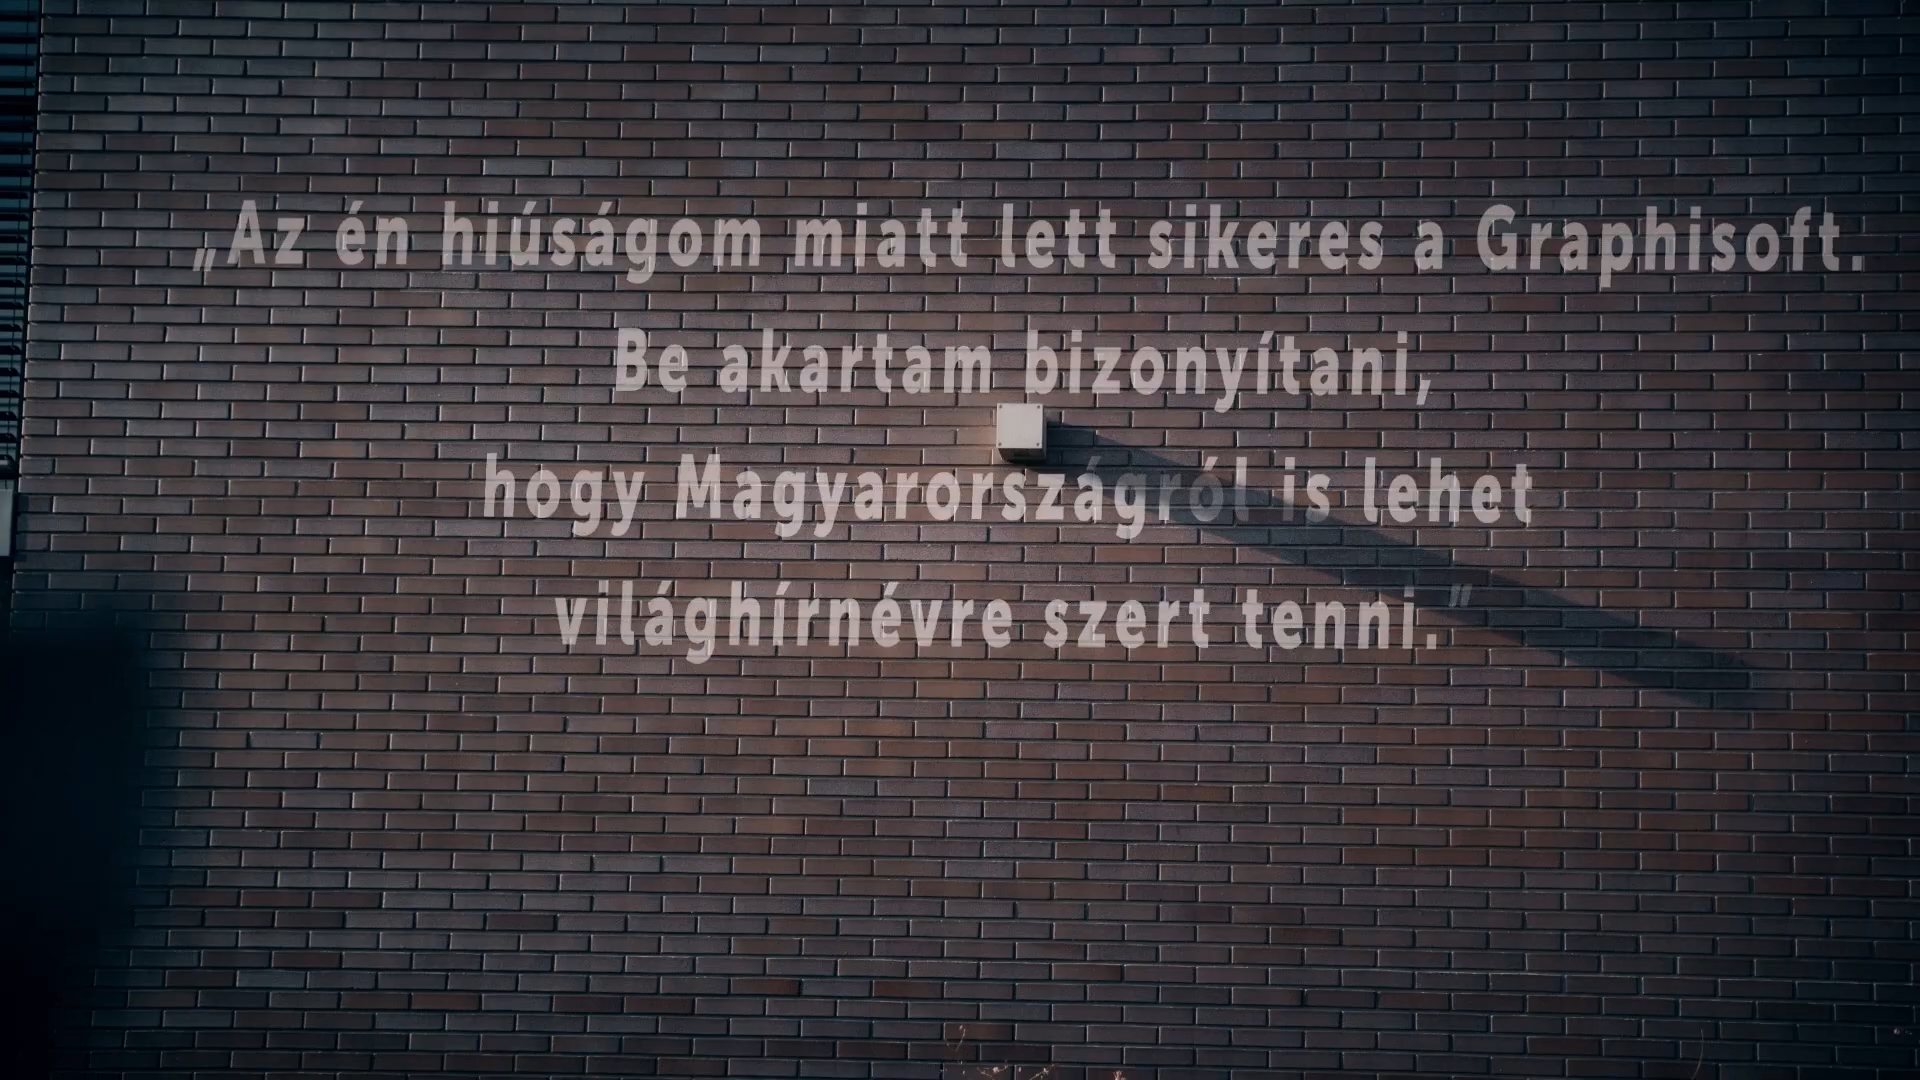 „Az én hiúságom miatt lett sikeres a Graphisoft.
Be akartam bizonyítani,
hogy Magyarországról is lehet
világhírnévre szert tenni.”